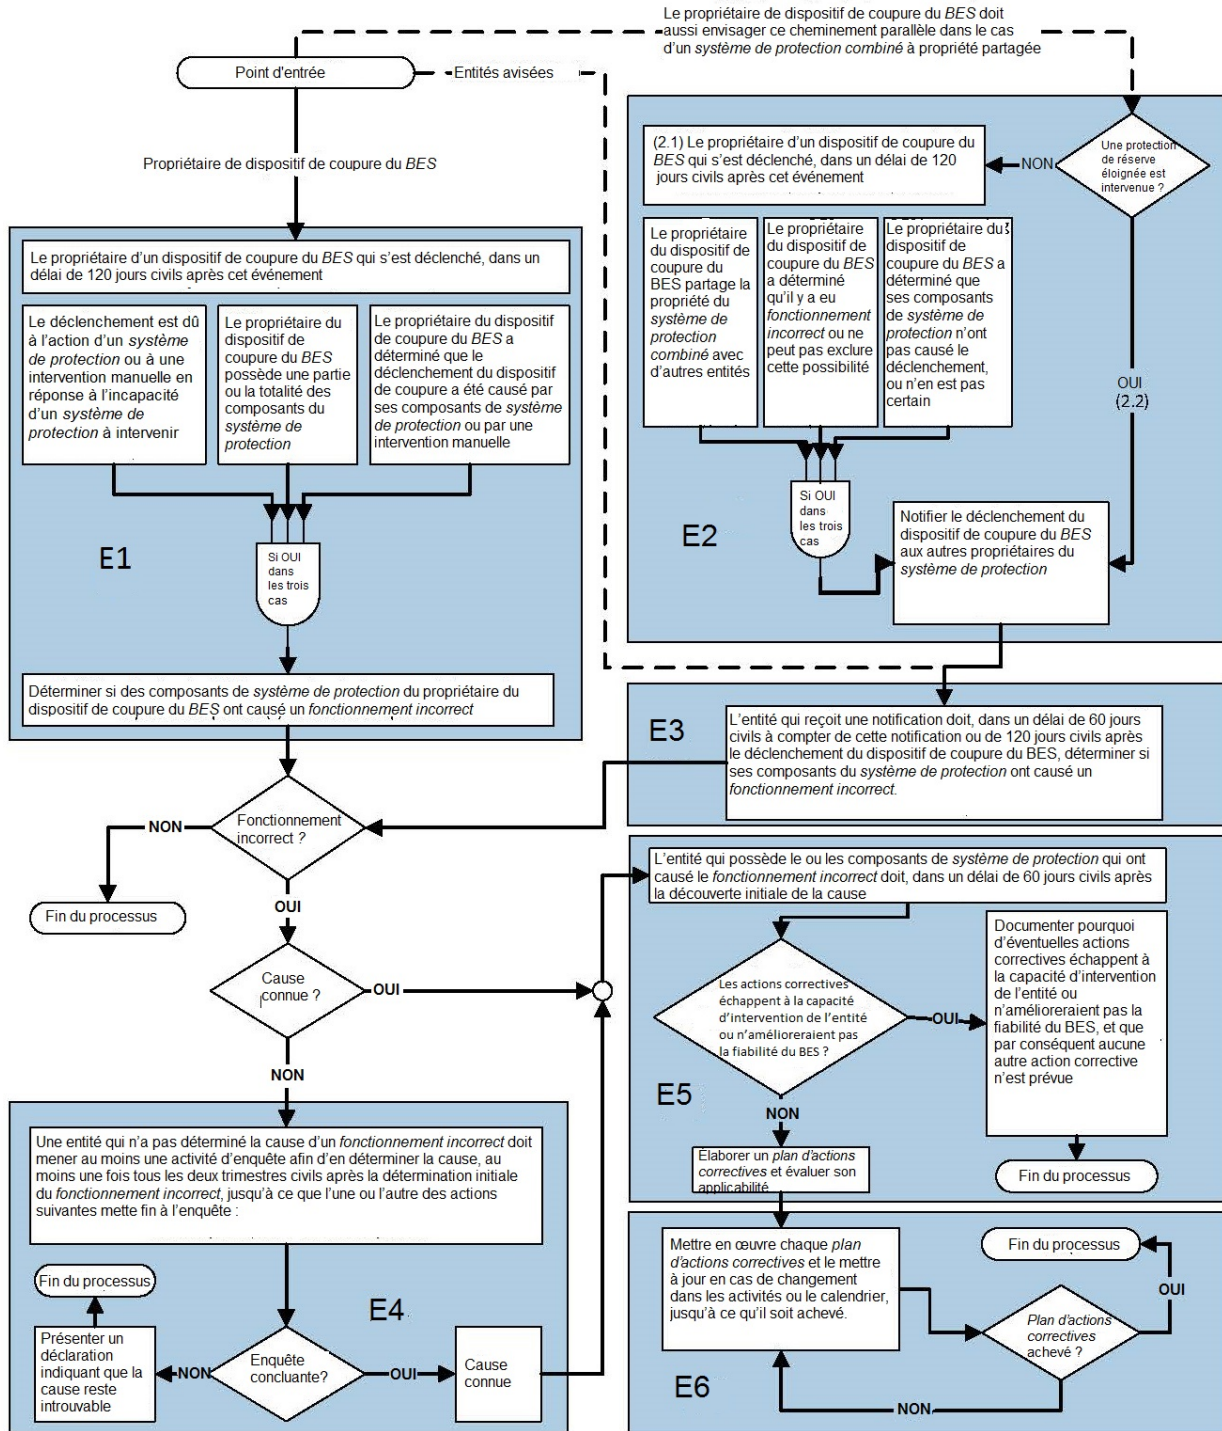 Le propriétaire de dispositif de coupure du BES doit
aussi envisager ce cheminement parallèle dans le cas
d'un système de protection combiné à propriété partagée
Point d'entrée
Entités avisées
Propriétaire de dispositif de coupure du BES
Le propriétaire d'un dispositif de coupure du BES qui s'est déclenché, dans un
délai de 120 jours civils après cet événement
Le déclenchement est dû
à l'action d'un système
de protection ou à une
intervention manuelle en
réponse à l'incapacité
d'un système de
protection à intervenir
Le propriétaire du
dispositif de
coupure du BES
possède une partie
ou la totalité des
composants du
système de
protection
Le propriétaire du dispositif
de coupure du BES a
déterminé que le
déclenchement du dispositif
de coupure a été causé par
ses composants de système
de protection ou par une
intervention manuelle
E1
Si OUI
dans
les trois
cas
Déterminer si des composants de système de protection du propriétaire du
dispositif de coupure du BES ont causé un fonctionnement incorrect
(2.1) Le propriétaire d'un dispositif de coupure du
BES qui s'est déclenché, dans un délai de 120
jours civils après cet événement
NON
Une protection
de réserve
éloignée est
intervenue ?
Le propriétaire
du dispositif de
coupure du
BES partage la
propriété du
système de
protection
combiné avec
d'autres entités
Le propriétaire
du dispositif de
coupure du BES
a déterminé
qu'il y a eu
fonctionnement
incorrect ou ne
peut pas exclure
cette possibilité
Le propriétaire du
dispositif de
coupure du BES a
déterminé que
ses composants
de système de
protection n'ont
pas causé le
déclenchement,
ou n'en est pas
certain
OUI
(2.2)
E2
Si OUI
dans
les trois
cas
Notifier le déclenchement du
dispositif de coupure du BES
aux autres propriétaires du
système de protection
E3
L'entité qui reçoit une notification doit, dans un délai de 60 jours
civils à compter de cette notification ou de 120 jours civils après
le déclenchement du dispositif de coupure du BES, déterminer si
ses composants du système de protection ont causé un
fonctionnement incorrect.
Fonctionnement
incorrect ?
NON
Fin du processus
OUI
Cause
connue ?
OUI
NON
Une entité qui n'a pas déterminé la cause d'un fonctionnement incorrect doit
mener au moins une activité d'enquête afin d'en déterminer la cause, au
moins une fois tous les deux trimestres civils après la détermination initiale
du fonctionnement incorrect, jusqu'à ce que l'une ou l'autre des actions
suivantes mette fin à l'enquête :
Fin du processus
E4
Présenter un
déclaration
indiquant que la
cause reste
introuvable
NON
Enquête
concluante?
OUI
Cause
connue
L'entité qui possède le ou les composants de système de protection qui ont
causé le fonctionnement incorrect doit, dans un délai de 60 jours civils après
la découverte initiale de la cause
Les actions correctives
échappent à la capacité
d'intervention de l'entité
ou n'amélioreraient pas
la fiabilité du BES ?
OUI
Documenter pourquoi
d'éventuelles actions
correctives échappent à
la capacité d'intervention
de l'entité ou
n'amélioreraient pas la
fiabilité du BES, et que
par conséquent aucune
autre action corrective
n'est prévue
E5
NON
Élaborer un plan d'actions
correctives et évaluer son
applicabilité
Fin du processus
Mettre en œuvre chaque plan
d'actions correctives et le mettre
à jour en cas de changement
dans les activités ou le calendrier,
jusqu'à ce qu'il soit achevé.
Fin du processus
OUI
Plan d'actions
correctives
achevé ?
E6
NON